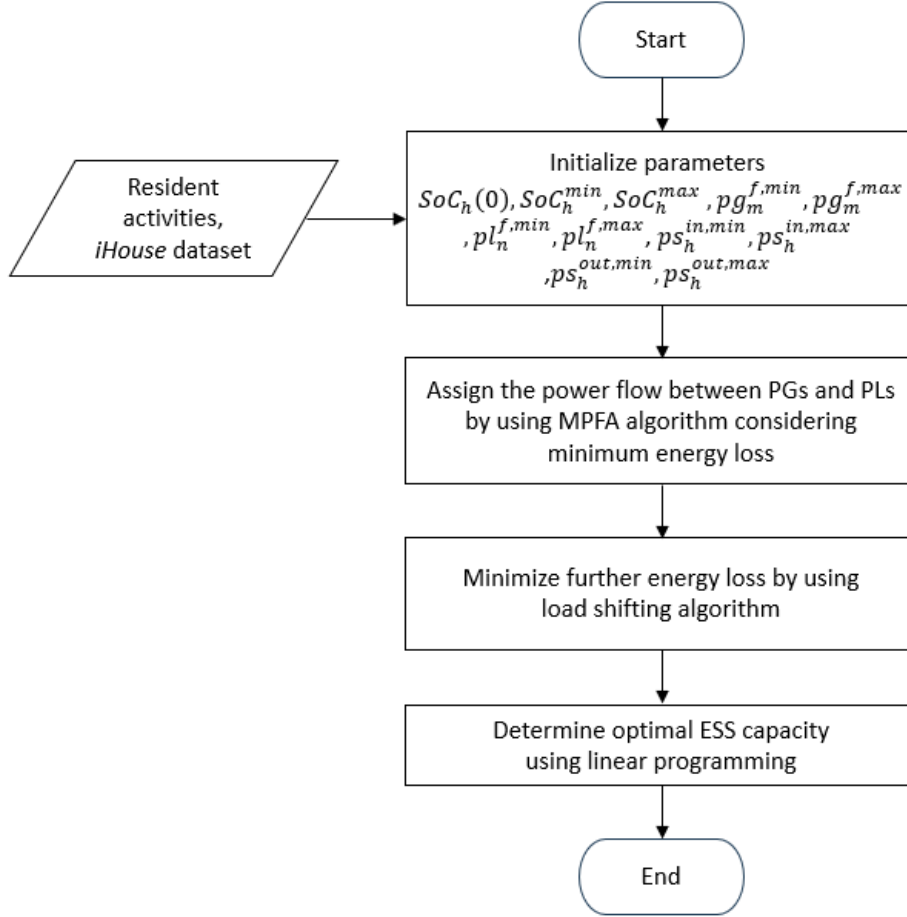 Start
Resident
activities,
iHouse dataset
Initialize parameters
$SoC_h(0), SoC_h^{min}, SoC_h^{max}, pg_m^{f,min}, pg_m^{f,max}$
$, pl_n^{f,min}, pl_n^{f,max}, ps_h^{in,min}, ps_h^{in,max}$
$, ps_h^{out,min}, ps_h^{out,max}$
Assign the power flow between PGs and PLs
by using MPFA algorithm considering
minimum energy loss
Minimize further energy loss by using
load shifting algorithm
Determine optimal ESS capacity
using linear programming
End